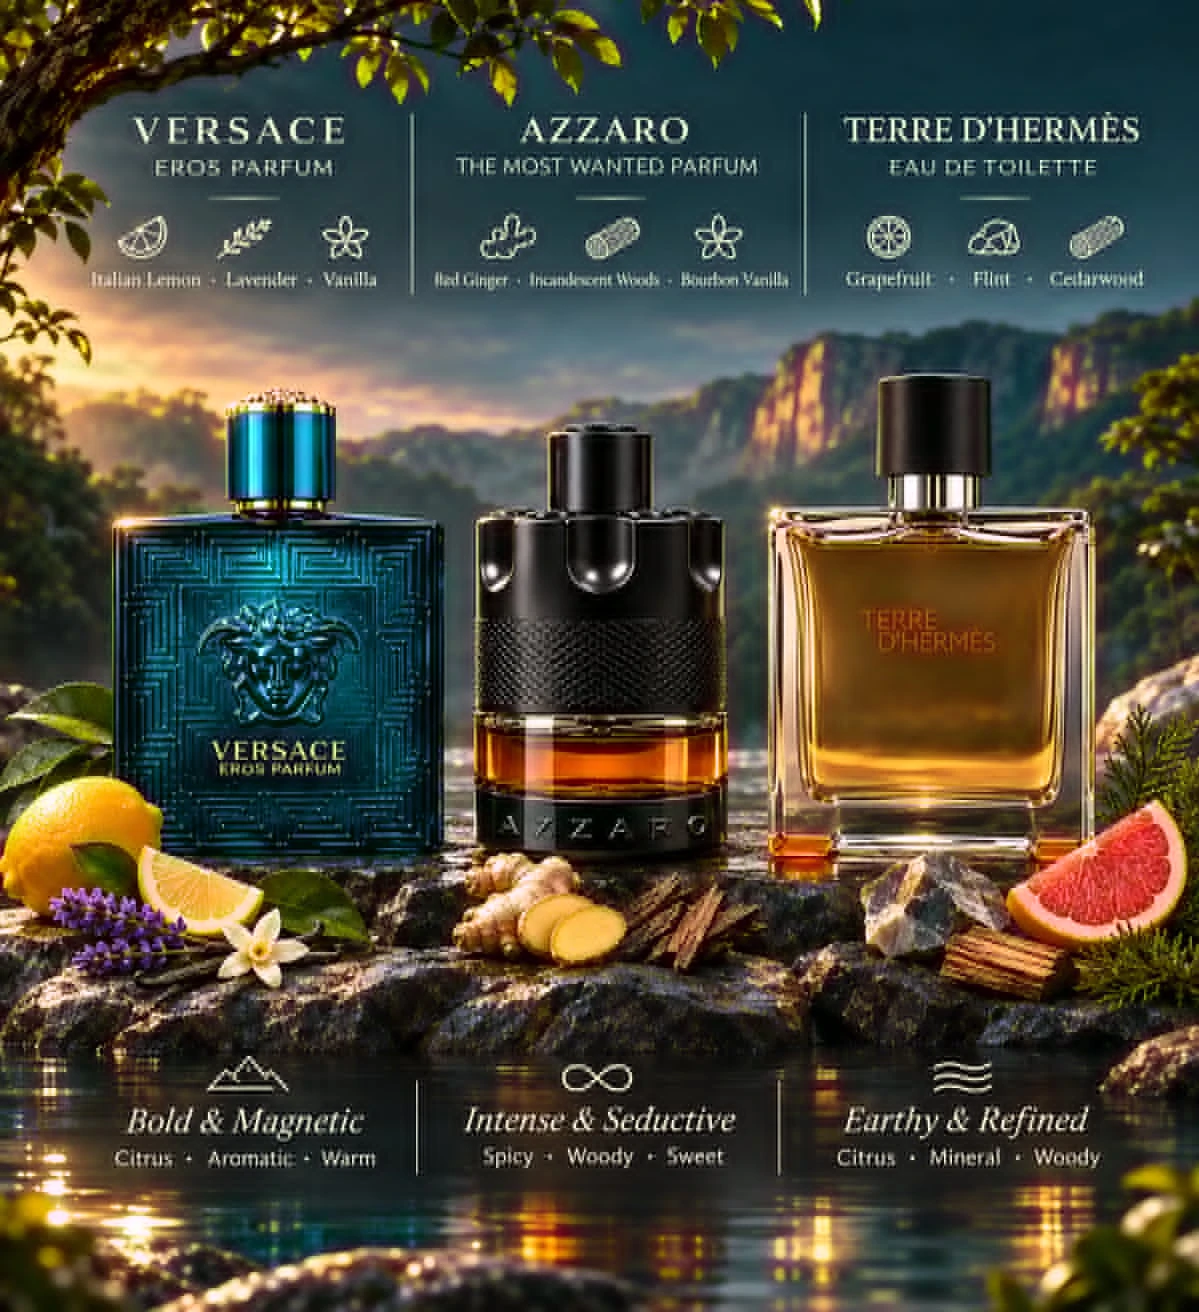 VERSACE
EROS PARFUM
Italian Lemon · Lavender · Vanilla
AZZARO
THE MOST WANTED PARFUM
Red Ginger · Incandescent Woods · Bourbon Vanilla
TERRE D'HERMÈS
EAU DE TOILETTE
Grapefruit · Flint · Cedarwood
VERSACE
EROS PARFUM
AZZARO
TERRE
D'HERMÈS
Bold & Magnetic
Citrus · Aromatic · Warm
Intense & Seductive
Spicy · Woody · Sweet
Earthy & Refined
Citrus · Mineral · Woody